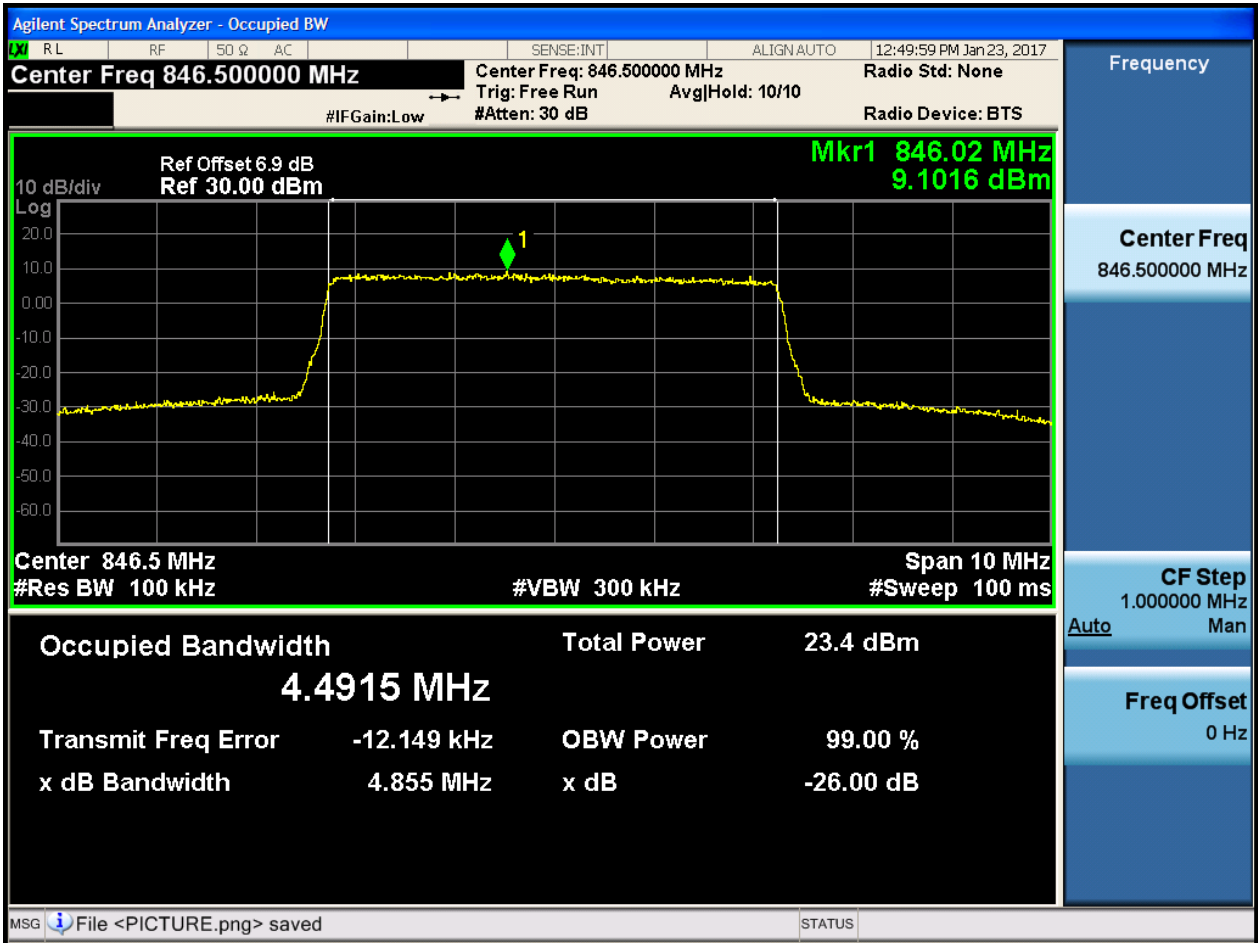 Agilent Spectrum Analyzer - Occupied BW
LXI RL RF 50 Ω AC SENSE:INT ALIGN AUTO 12:49:59 PM Jan 23, 2017
Center Freq 846.500000 MHz
Center Freq: 846.500000 MHz Radio Std: None
Trig: Free Run Avg|Hold: 10/10
#IFGain:Low #Atten: 30 dB Radio Device: BTS
Mkr1 846.02 MHz
9.1016 dBm
Ref Offset 6.9 dB
10 dB/div Ref 30.00 dBm
Log
20.0
1
10.0
0.00
-10.0
-20.0
-30.0
-40.0
-50.0
-60.0
Center 846.5 MHz Span 10 MHz
#Res BW 100 kHz #VBW 300 kHz #Sweep 100 ms
Occupied Bandwidth Total Power 23.4 dBm
4.4915 MHz
Transmit Freq Error -12.149 kHz OBW Power 99.00 %
x dB Bandwidth 4.855 MHz x dB -26.00 dB
Frequency
Center Freq
846.500000 MHz
CF Step
1.000000 MHz
Auto Man
Freq Offset
0 Hz
MSG File <PICTURE.png> saved STATUS